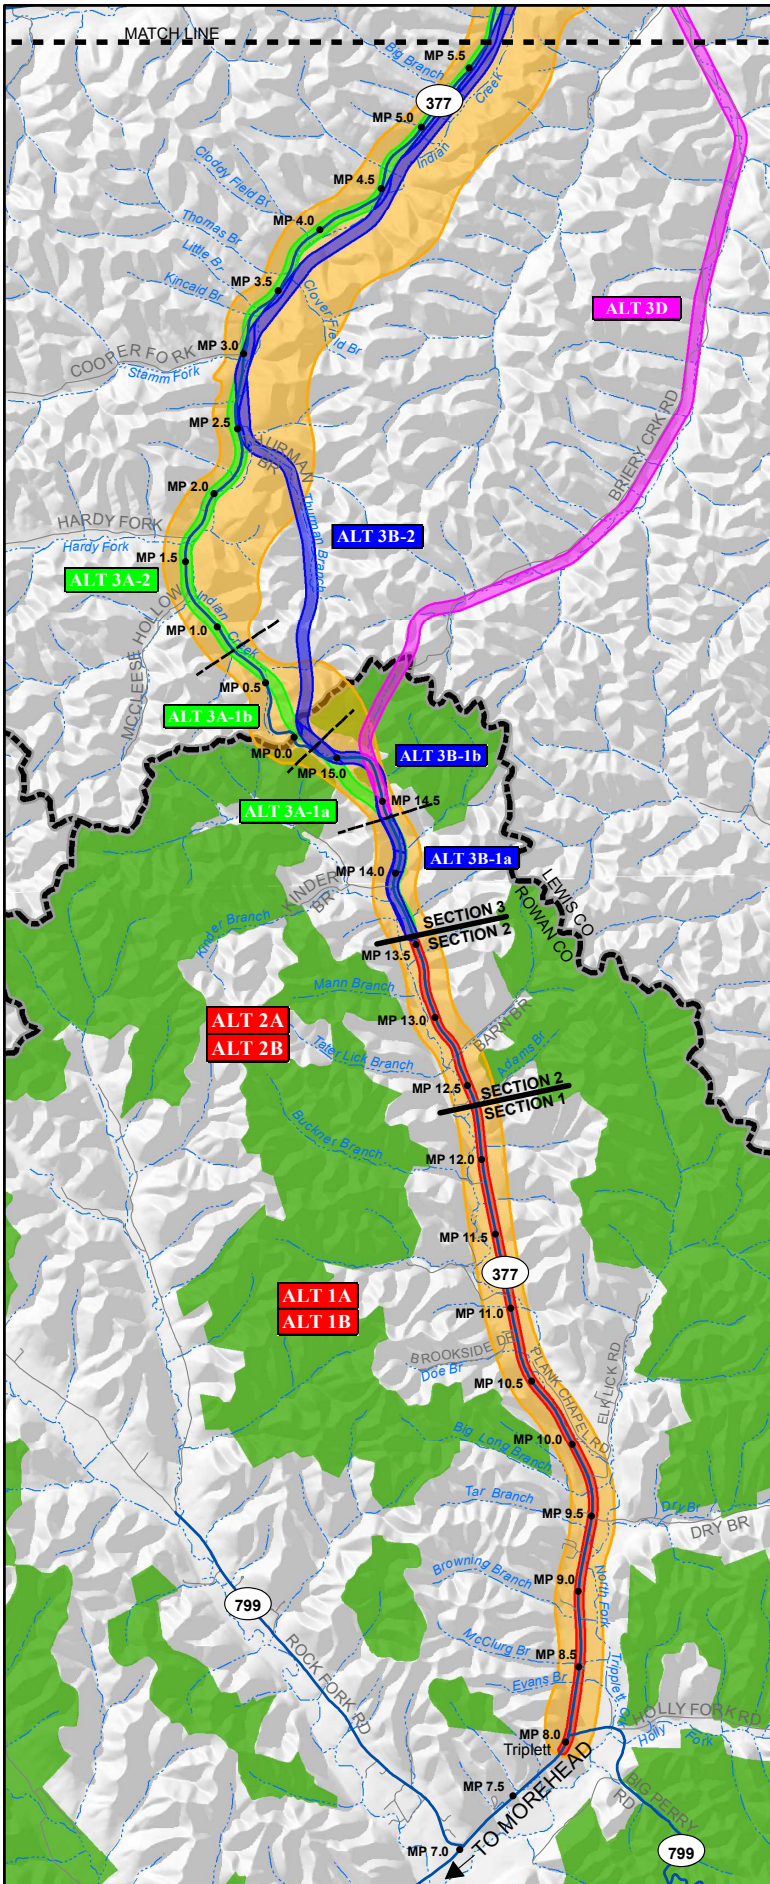 MATCH LINE
MP 5.5
Big Branch
Creek
377
MP 5.0
Indian
Cloddy Field Br
MP 4.5
Thomas Br
MP 4.0
Little Br
MP 3.5
Kincaid Br
Clover Field Br
ALT 3D
MP 3.0
COOPER FORK
Stamm Fork
BRIERY CRK RD
MP 2.5
THURMAN
BR
MP 2.0
HARDY FORK
Thurman Branch
ALT 3B-2
Hardy Fork
MP 1.5
ALT 3A-2
Indian Creek
MCCLEESE HOLLOW
MP 1.0
MP 0.5
ALT 3A-1b
MP 0.0
MP 15.0
ALT 3B-1b
ALT 3A-1a
MP 14.5
ALT 3B-1a
MP 14.0
KINDER
BR
LEWIS CO
ROWAN CO
Kinder Branch
SECTION 3
SECTION 2
MP 13.5
Mann Branch
ALT 2A
ALT 2B
MP 13.0
BARN BR
Adams Br
Tater Lick Branch
MP 12.5
SECTION 2
SECTION 1
Buckner Branch
MP 12.0
MP 11.5
377
ALT 1A
ALT 1B
MP 11.0
BROOKSIDE DR
Doe Br
PLANK CHAPEL RD
ELK LICK RD
MP 10.5
Big Long Branch
MP 10.0
Tar Branch
MP 9.5
Dry Br
DRY BR
Browning Branch
MP 9.0
North Fork
799
ROCK FORK RD
McClurg Br
MP 8.5
Evans Br
Tripplett Crk
HOLLY FORK RD
Holly Fork
MP 8.0
Triplett
MP 7.5
TO MOREHEAD
BIG PERRY
RD
MP 7.0
799